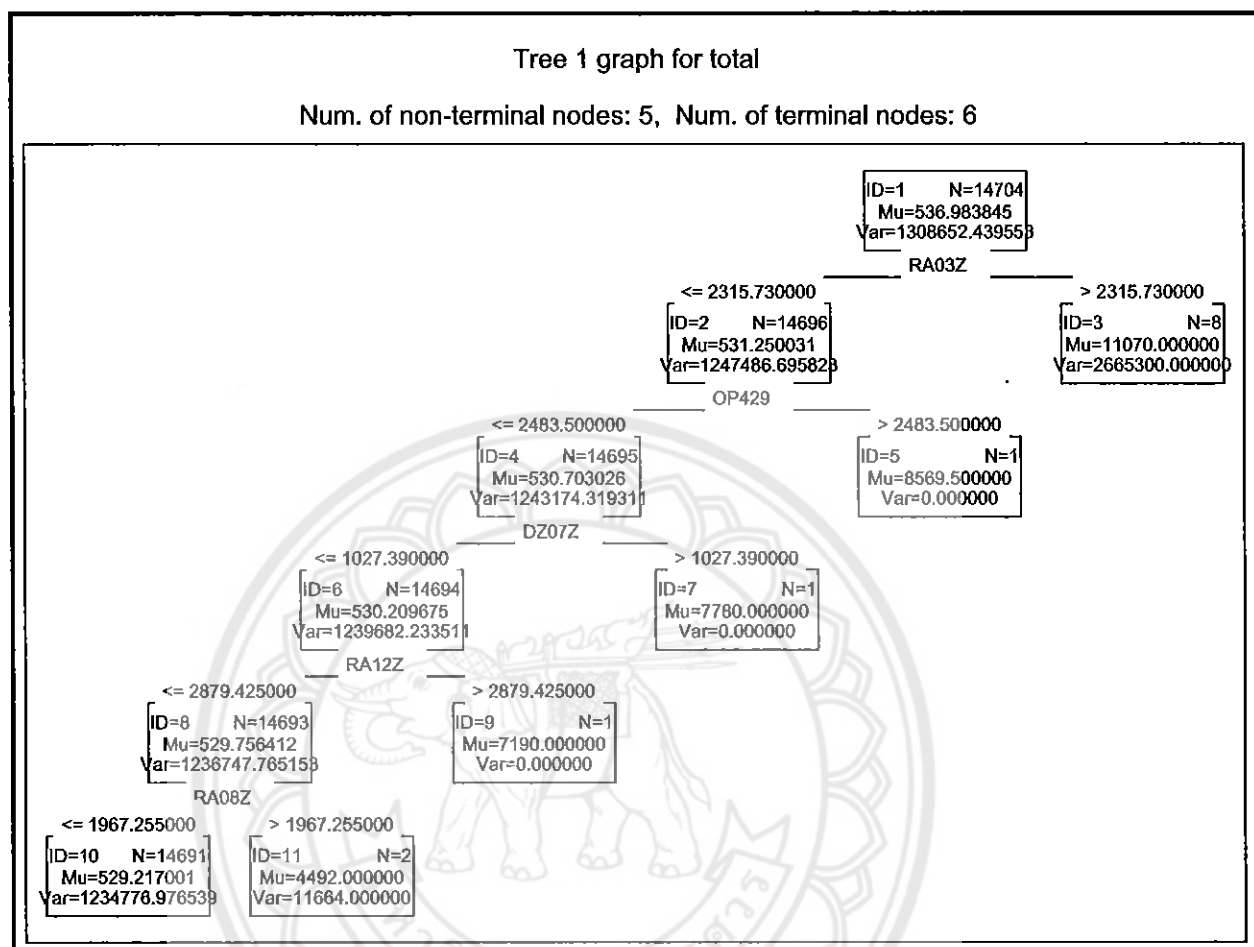 Tree 1 graph for total
Num. of non-terminal nodes: 5, Num. of terminal nodes: 6
ID=1 N=14704
Mu=536.983845
Var=1308652.439553
RA03Z
<= 2315.730000 > 2315.730000
ID=2 N=14696 ID=3 N=8
Mu=531.250031 Mu=11070.000000
Var=1247486.695823 Var=2665300.000000
OP429
<= 2483.500000 > 2483.500000
ID=4 N=14695 ID=5 N=1
Mu=530.703026 Mu=8569.500000
Var=1243174.319311 Var=0.000000
DZ07Z
<= 1027.390000 > 1027.390000
ID=6 N=14694 ID=7 N=1
Mu=530.209675 Mu=7780.000000
Var=1239682.233511 Var=0.000000
RA12Z
<= 2879.425000 > 2879.425000
ID=8 N=14693 ID=9 N=1
Mu=529.756412 Mu=7190.000000
Var=1236747.765153 Var=0.000000
RA08Z
<= 1967.255000 > 1967.255000
ID=10 N=14691 ID=11 N=2
Mu=529.217001 Mu=4492.000000
Var=1234776.976539 Var=11664.000000